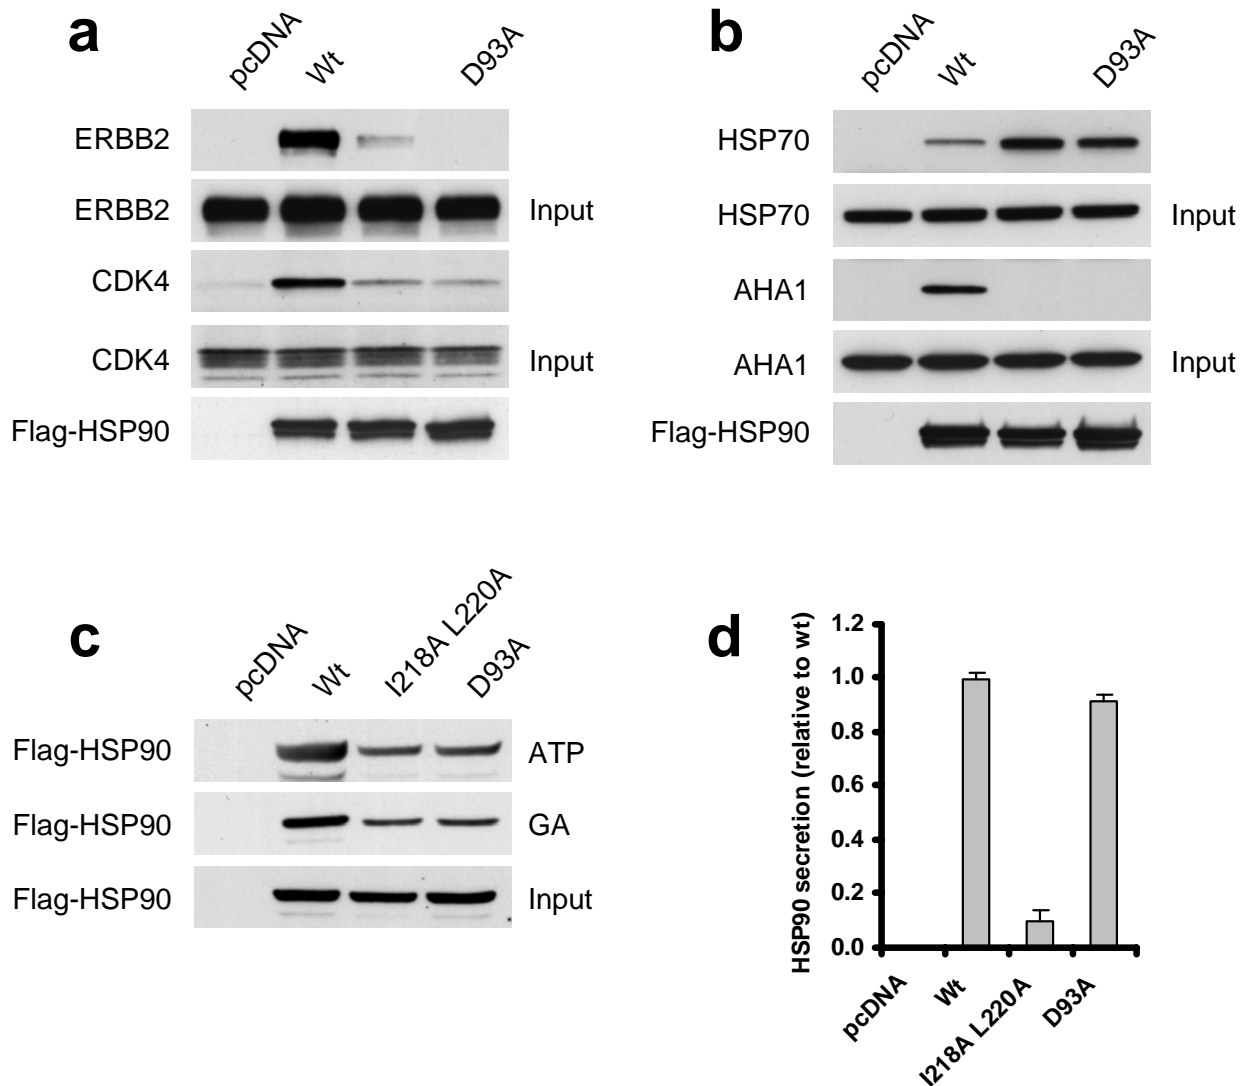 a
pcDNA
Wt
D93A
ERBB2
ERBB2 Input
CDK4
CDK4 Input
Flag-HSP90
b
pcDNA
Wt
D93A
HSP70
HSP70 Input
AHA1
AHA1 Input
Flag-HSP90
c
pcDNA
Wt
I218A L220A
D93A
Flag-HSP90 ATP
Flag-HSP90 GA
Flag-HSP90 Input
d
HSP90 secretion (relative to wt)
1.2
1.0
0.8
0.6
0.4
0.2
0.0
pcDNA
Wt
I218A L220A
D93A